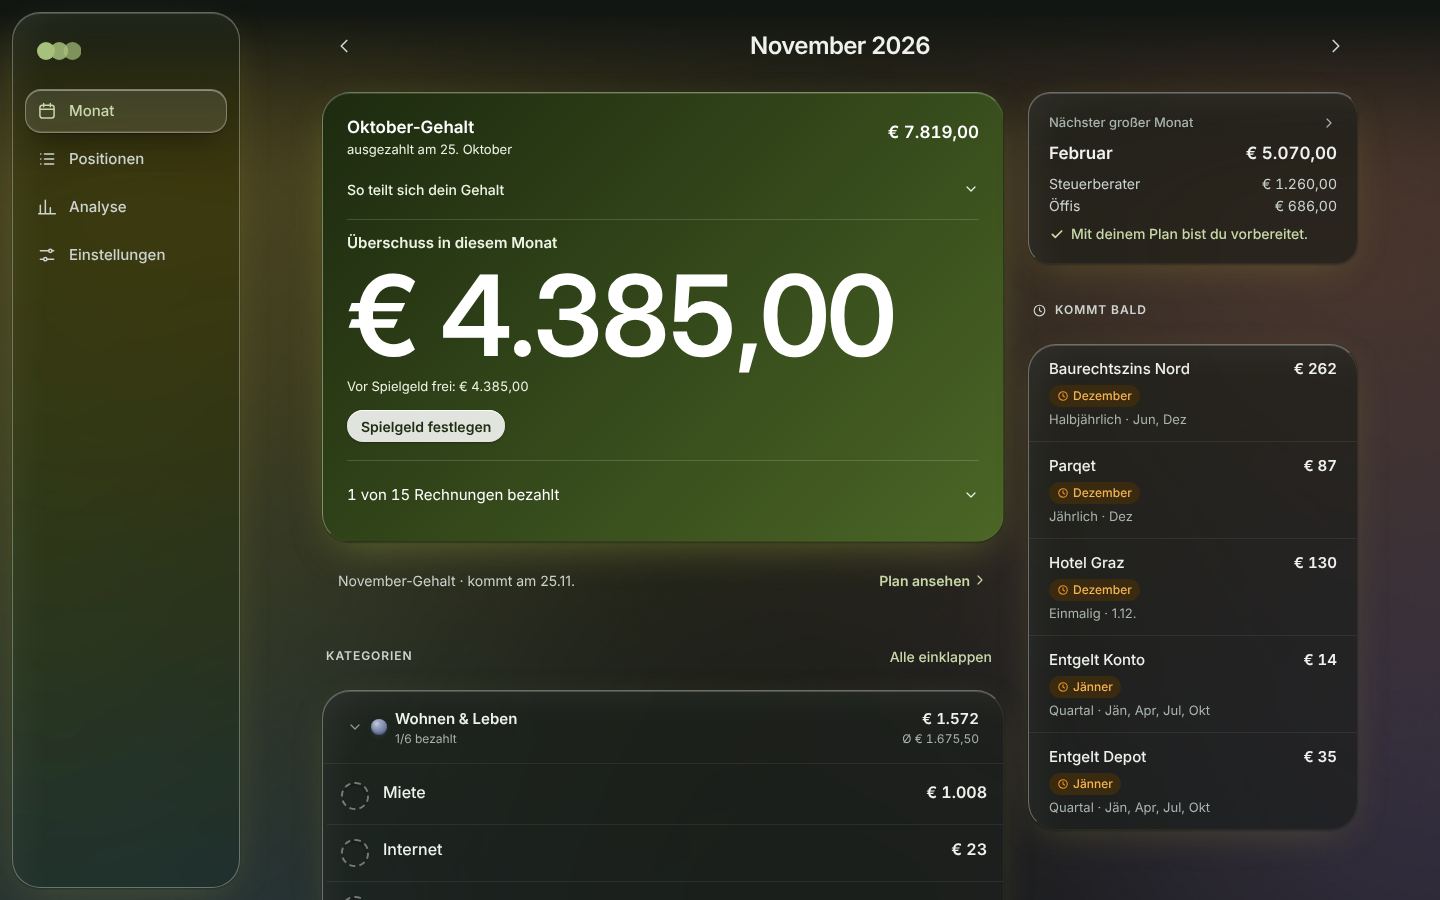 Monat
Positionen
Analyse
Einstellungen
November 2026
Oktober-Gehalt
€ 7.819,00
ausgezahlt am 25. Oktober
So teilt sich dein Gehalt
Überschuss in diesem Monat
€ 4.385,00
Vor Spielgeld frei: € 4.385,00
Spielgeld festlegen
1 von 15 Rechnungen bezahlt
November-Gehalt · kommt am 25.11.
Plan ansehen
KATEGORIEN
Alle einklappen
Wohnen & Leben
€ 1.572
1/6 bezahlt
Ø € 1.675,50
Miete
€ 1.008
Internet
€ 23
Nächster großer Monat
Februar
€ 5.070,00
Steuerberater
€ 1.260,00
Öffis
€ 686,00
Mit deinem Plan bist du vorbereitet.
KOMMT BALD
Baurechtszins Nord
€ 262
Dezember
Halbjährlich · Jun, Dez
Parqet
€ 87
Dezember
Jährlich · Dez
Hotel Graz
€ 130
Dezember
Einmalig · 1.12.
Entgelt Konto
€ 14
Jänner
Quartal · Jän, Apr, Jul, Okt
Entgelt Depot
€ 35
Jänner
Quartal · Jän, Apr, Jul, Okt